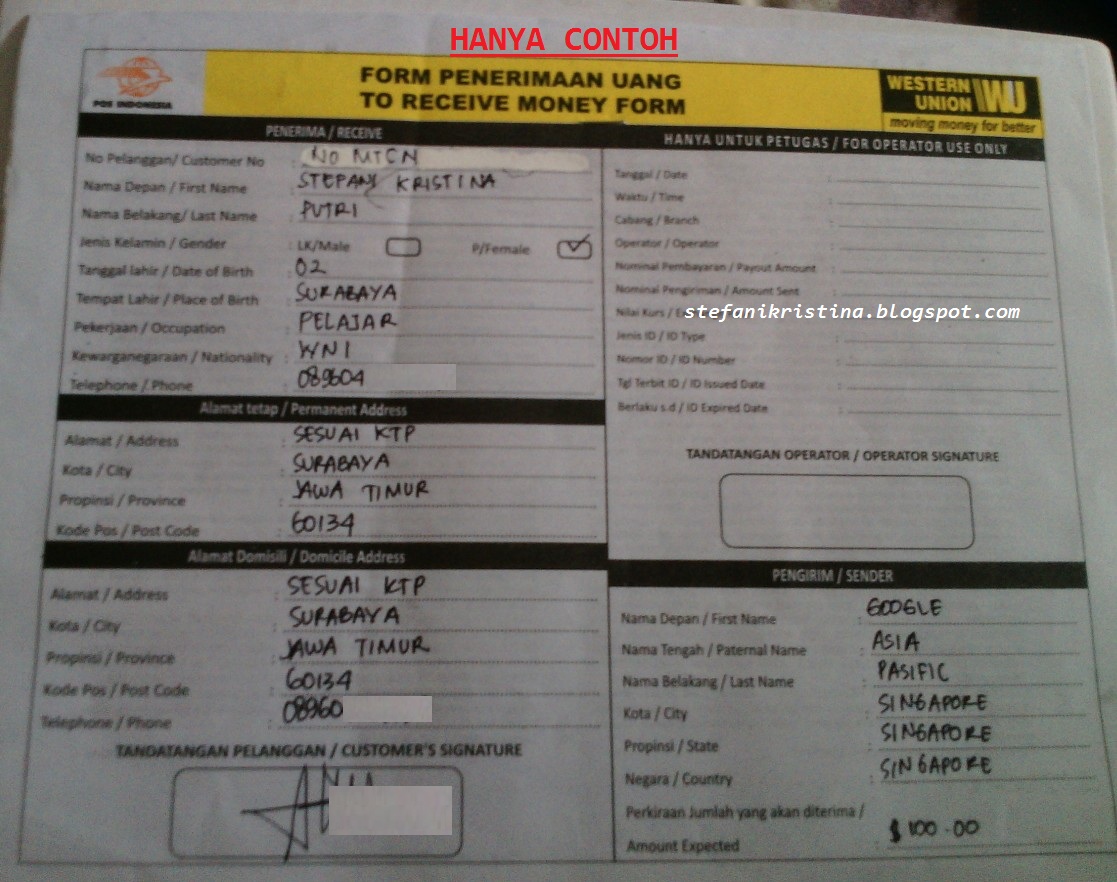 HANYA CONTOH
POS INDONESIA
FORM PENERIMAAN UANG
TO RECEIVE MONEY FORM
WESTERN
UNION WU
moving money for better
PENERIMA / RECEIVE
No Pelanggan/ Customer No : NO MTCN
Nama Depan / First Name : STEPANY KRISTINA
Nama Belakang/ Last Name : PUTRI
Jenis Kelamin / Gender : LK/Male P/Female ✓
Tanggal lahir / Date of Birth : 02
Tempat Lahir / Place of Birth : SURABAYA
Pekerjaan / Occupation : PELAJAR
Kewarganegaraan / Nationality : WNI
Telephone / Phone : 089604
Alamat tetap / Permanent Address
Alamat / Address : SESUAI KTP
Kota / City : SURABAYA
Propinsi / Province : JAWA TIMUR
Kode Pos / Post Code : 60134
Alamat Domisili / Domicile Address
Alamat / Address : SESUAI KTP
Kota / City : SURABAYA
Propinsi / Province : JAWA TIMUR
Kode Pos / Post Code : 60134
Telephone / Phone : 08960
TANDATANGAN PELANGGAN / CUSTOMER'S SIGNATURE
HANYA UNTUK PETUGAS / FOR OPERATOR USE ONLY
Tanggal / Date :
Waktu / Time :
Cabang / Branch :
Operator / Operator :
Nominal Pembayaran / Payout Amount :
Nominal Pengiriman / Amount Sent :
Nilai Kurs /
stefanikristina.blogspot.com
Jenis ID / ID Type :
Nomor ID / ID Number :
Tgl Terbit ID / ID Issued Date :
Berlaku s.d / ID Expired Date :
TANDATANGAN OPERATOR / OPERATOR SIGNATURE
PENGIRIM / SENDER
Nama Depan / First Name : GOOGLE
Nama Tengah / Paternal Name : ASIA
Nama Belakang / Last Name : PASIFIC
Kota / City : SINGAPORE
Propinsi / State : SINGAPORE
Negara / Country : SINGAPORE
Perkiraan Jumlah yang akan diterima /
Amount Expected : $ 100.00